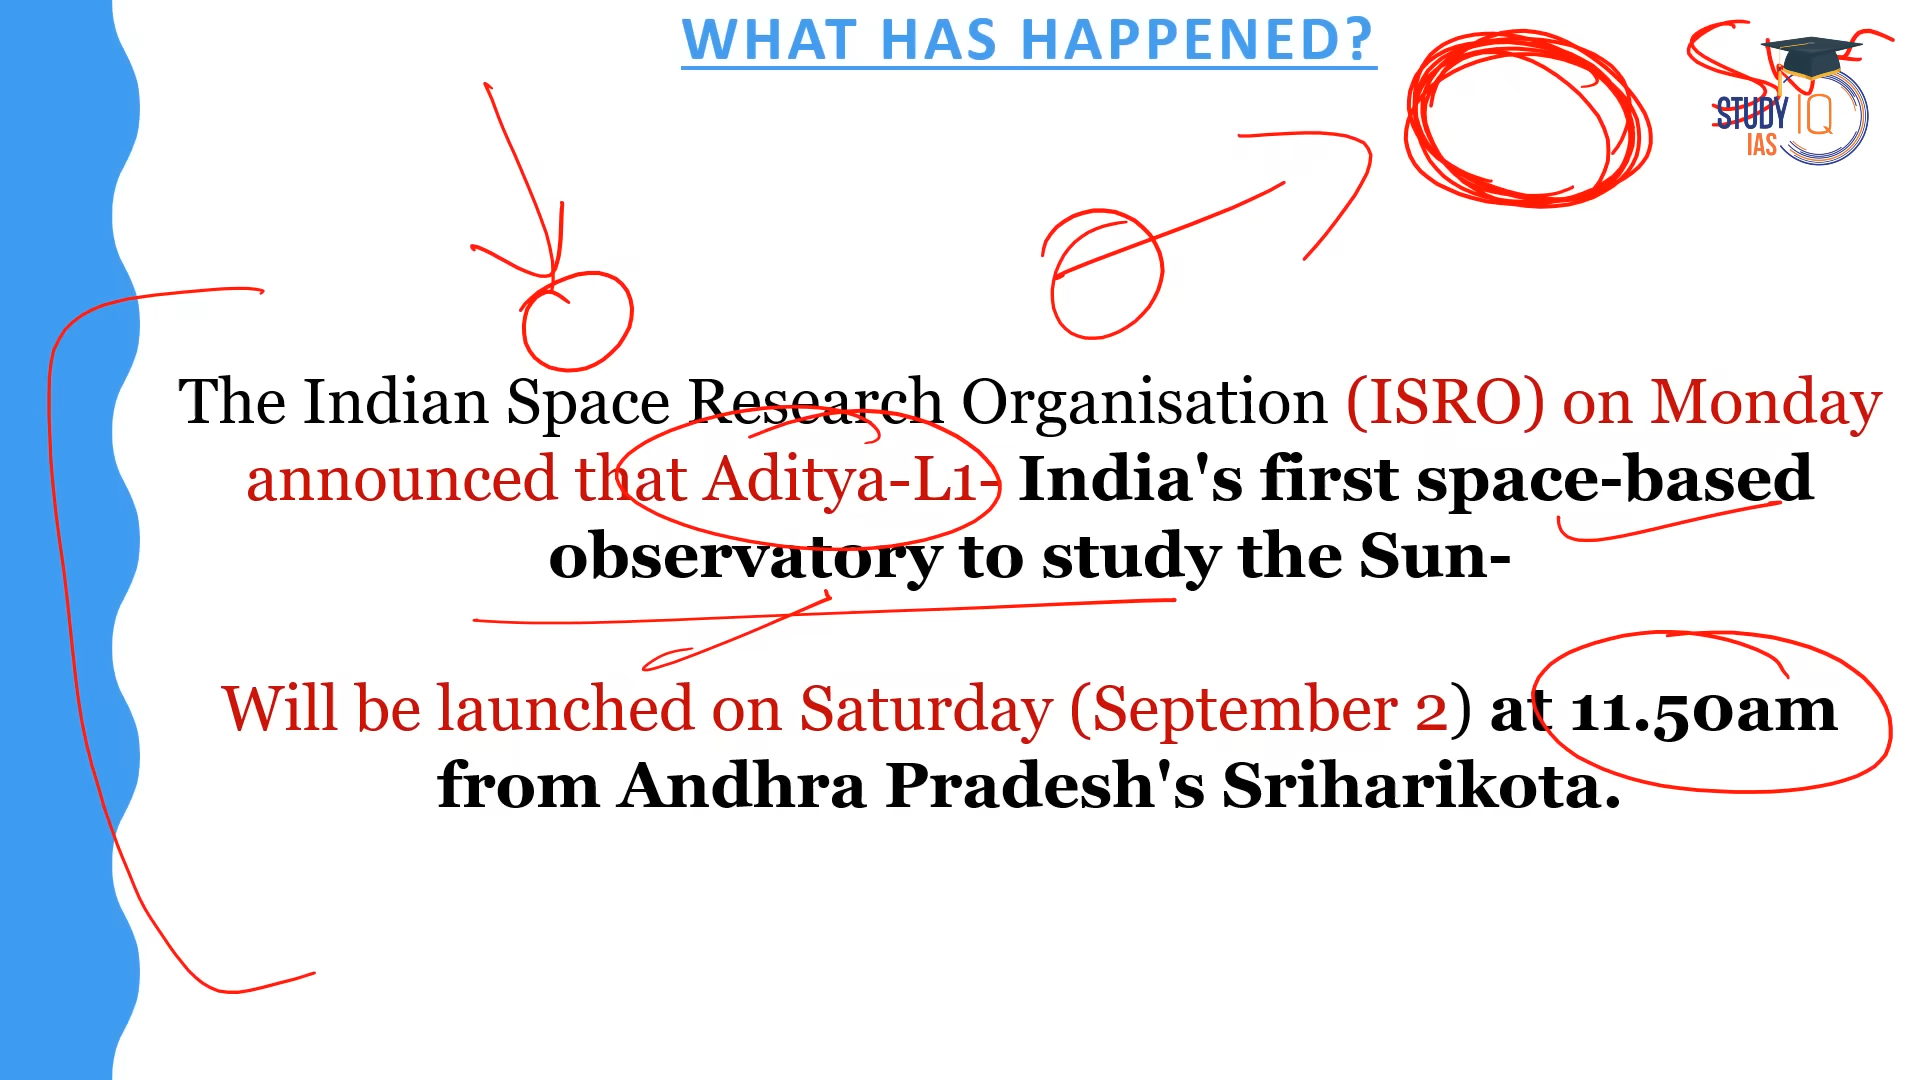 WHAT HAS HAPPENED?
STUDY IQ
IAS
The Indian Space Research Organisation (ISRO) on Monday
announced that Aditya-L1- India's first space-based
observatory to study the Sun-
Will be launched on Saturday (September 2) at 11.50am
from Andhra Pradesh's Sriharikota.